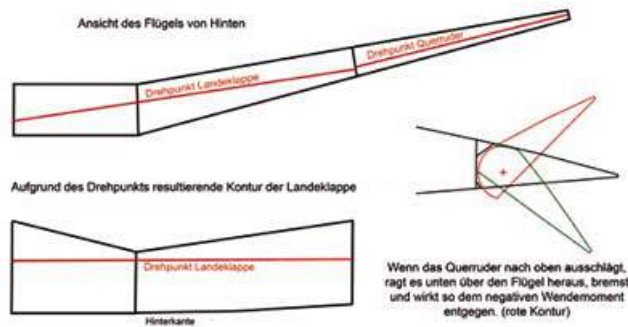 Ansicht des Flügels von Hinten
Drehpunkt Querruder
Drehpunkt Landeklappe
Aufgrund des Drehpunkts resultierende Kontur der Landeklappe
Drehpunkt Landeklappe
Hinterkante
Wenn das Querruder nach oben ausschlägt,
ragt es unten über den Flügel heraus, bremst
und wirkt so dem negativen Wendemoment
entgegen. (rote Kontur)